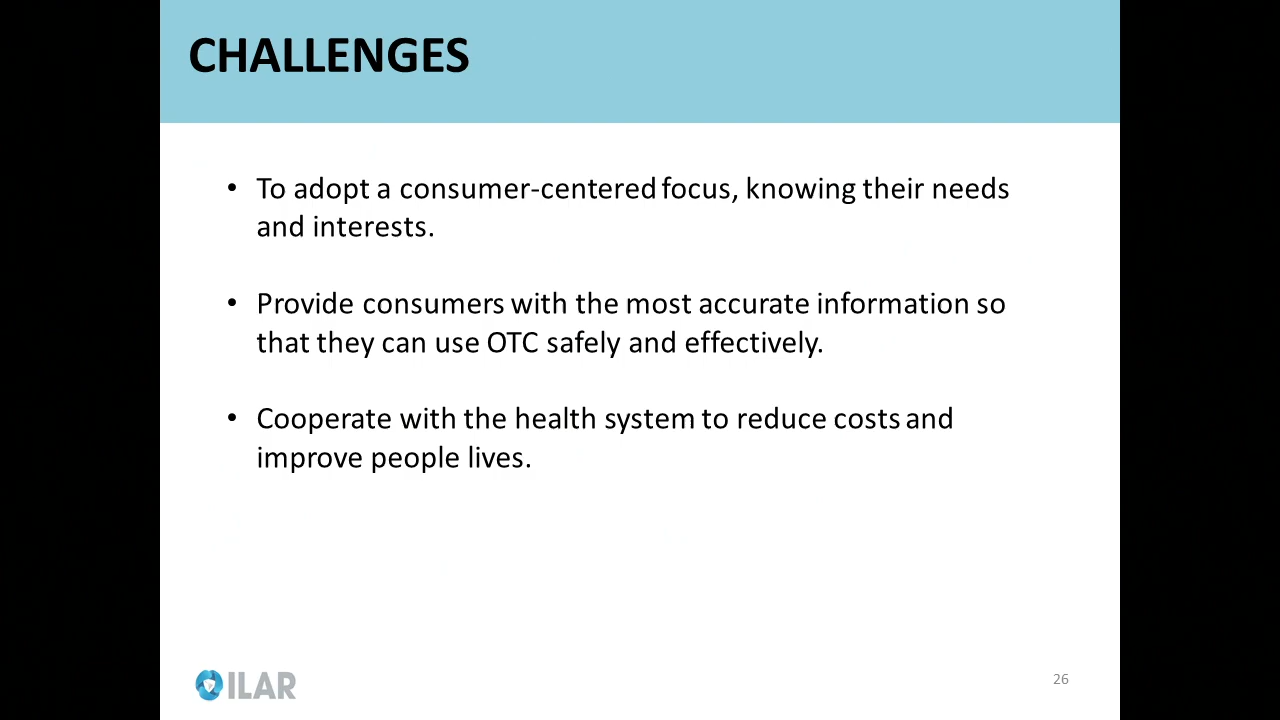 CHALLENGES
• To adopt a consumer-centered focus, knowing their needs
and interests.
• Provide consumers with the most accurate information so
that they can use OTC safely and effectively.
• Cooperate with the health system to reduce costs and
improve people lives.
ILAR
26